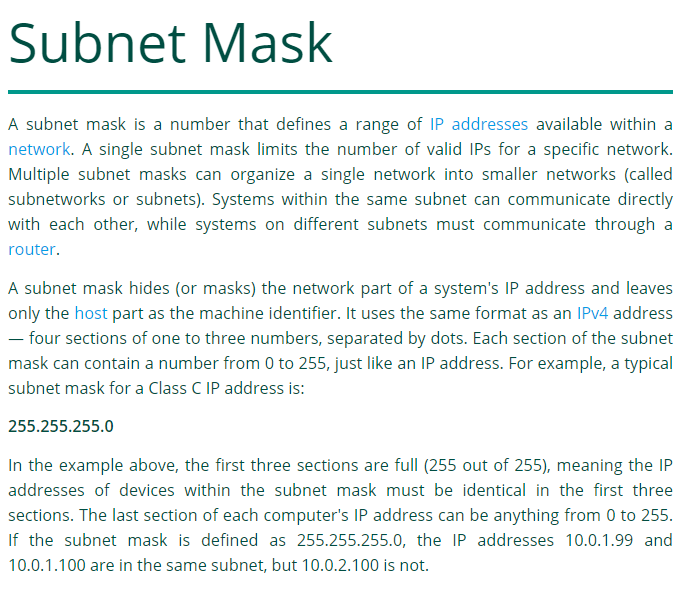 Subnet Mask
A subnet mask is a number that defines a range of IP addresses available within a
network. A single subnet mask limits the number of valid IPs for a specific network.
Multiple subnet masks can organize a single network into smaller networks (called
subnetworks or subnets). Systems within the same subnet can communicate directly
with each other, while systems on different subnets must communicate through a
router.
A subnet mask hides (or masks) the network part of a system's IP address and leaves
only the host part as the machine identifier. It uses the same format as an IPv4 address
— four sections of one to three numbers, separated by dots. Each section of the subnet
mask can contain a number from 0 to 255, just like an IP address. For example, a typical
subnet mask for a Class C IP address is:
255.255.255.0
In the example above, the first three sections are full (255 out of 255), meaning the IP
addresses of devices within the subnet mask must be identical in the first three
sections. The last section of each computer's IP address can be anything from 0 to 255.
If the subnet mask is defined as 255.255.255.0, the IP addresses 10.0.1.99 and
10.0.1.100 are in the same subnet, but 10.0.2.100 is not.